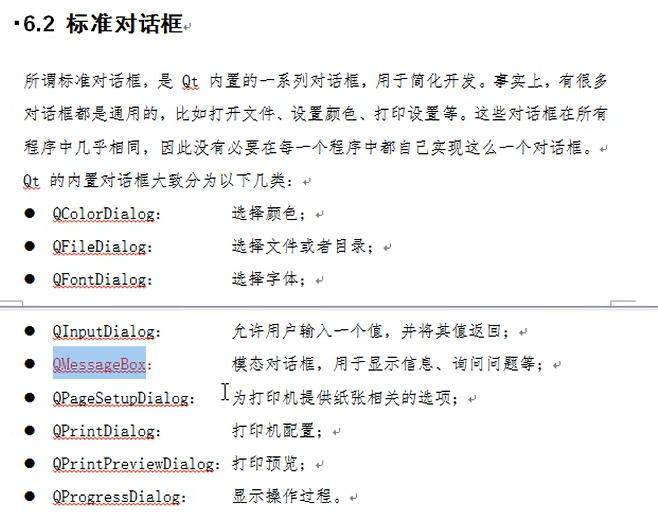 ·6.2 标准对话框
所谓标准对话框，是 Qt 内置的一系列对话框，用于简化开发。事实上，有很多
对话框都是通用的，比如打开文件、设置颜色、打印设置等。这些对话框在所有
程序中几乎相同，因此没有必要在每一个程序中都自己实现这么一个对话框。
Qt 的内置对话框大致分为以下几类：
● QColorDialog： 选择颜色；
● QFileDialog： 选择文件或者目录；
● QFontDialog： 选择字体；
● QInputDialog： 允许用户输入一个值，并将其值返回；
● QMessageBox： 模态对话框，用于显示信息、询问问题等；
● QPageSetupDialog： 为打印机提供纸张相关的选项；
● QPrintDialog： 打印机配置；
● QPrintPreviewDialog：打印预览；
● QProgressDialog： 显示操作过程。